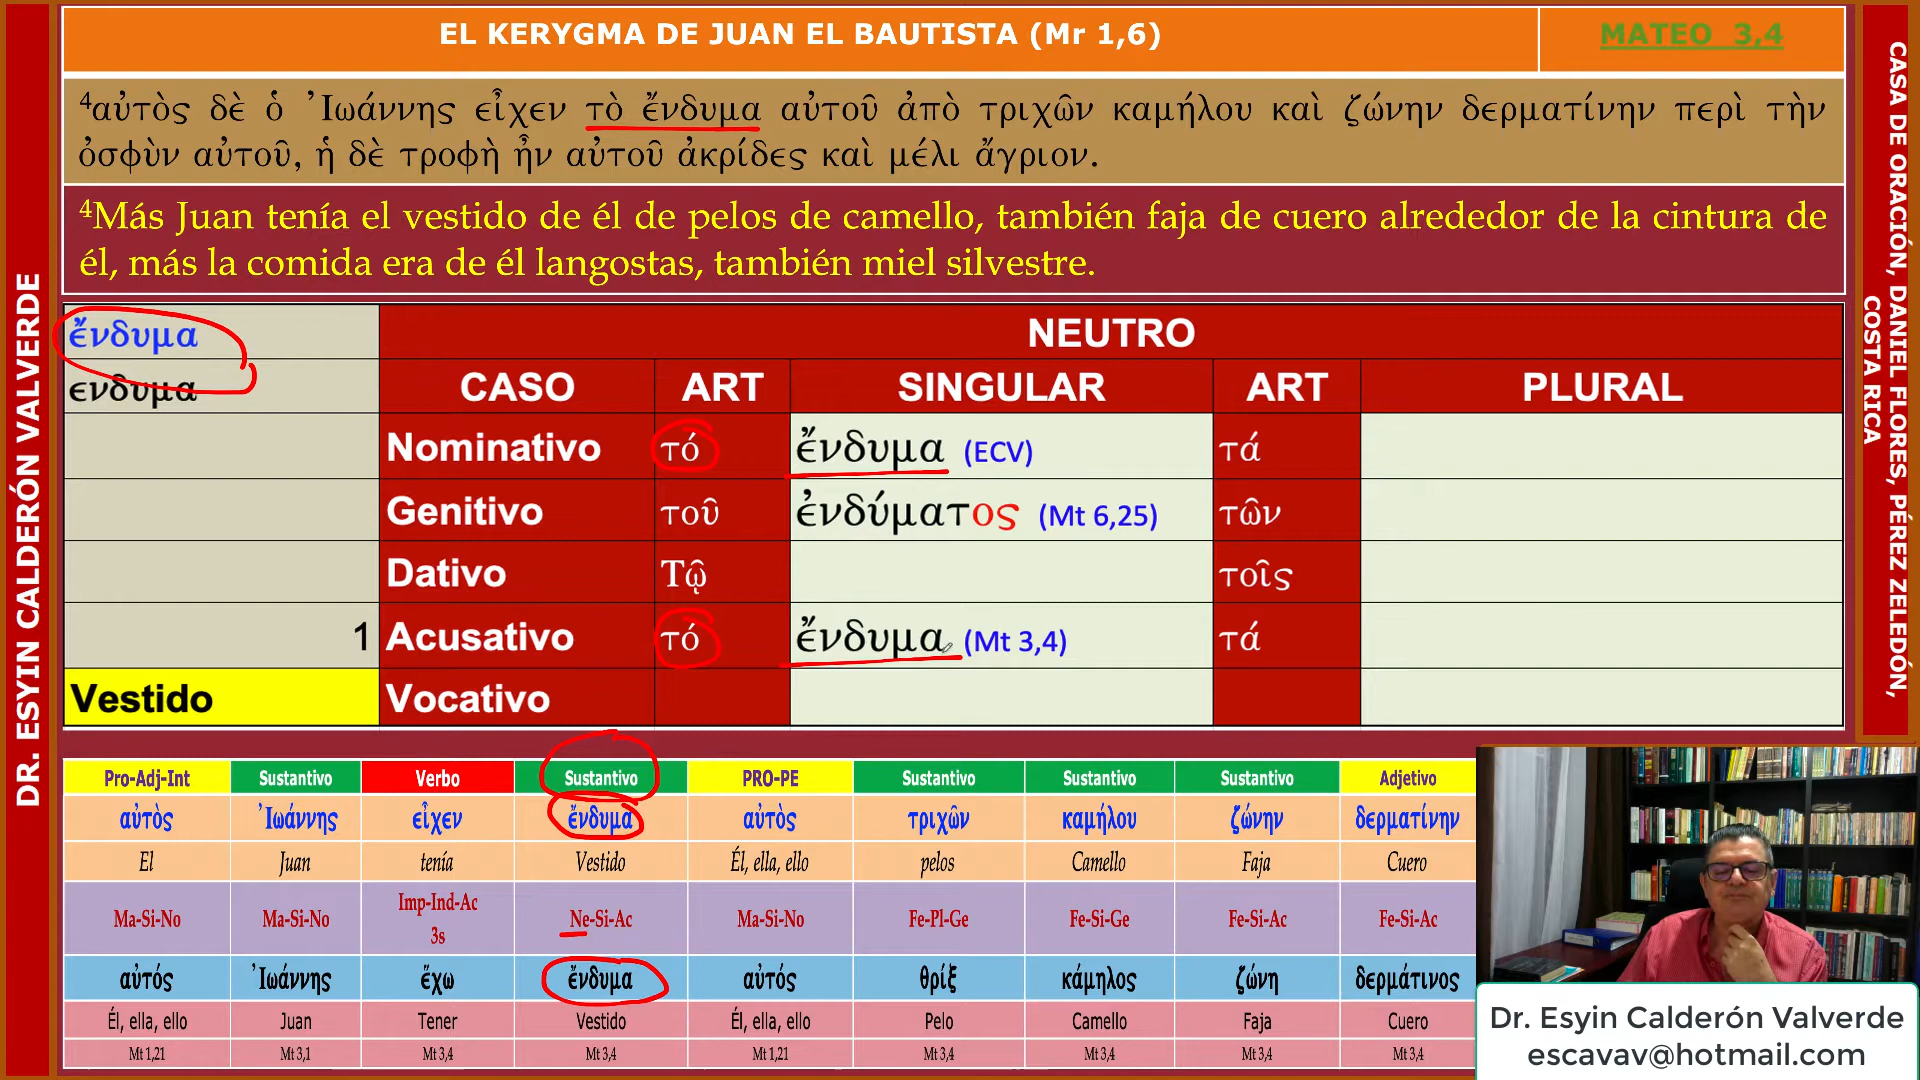 EL KERYGMA DE JUAN EL BAUTISTA (Mr 1,6)
MATEO 3,4
⁴αὐτὸς δὲ ὁ Ἰωάννης εἶχεν τὸ ἔνδυμα αὐτοῦ ἀπὸ τριχῶν καμήλου καὶ ζώνην δερματίνην περὶ τὴν
ὀσφὺν αὐτοῦ, ἡ δὲ τροφὴ ἦν αὐτοῦ ἀκρίδες καὶ μέλι ἄγριον.
⁴Más Juan tenía el vestido de él de pelos de camello, también faja de cuero alrededor de la cintura de
él, más la comida era de él langostas, también miel silvestre.
ἔνδυμα NEUTRO
ενδυμα CASO ART SINGULAR ART PLURAL
Nominativo τό ἔνδυμα (ECV) τά
Genitivo τοῦ ἐνδύματος (Mt 6,25) τῶν
Dativo Τῷ τοῖς
1 Acusativo τό ἔνδυμα (Mt 3,4) τά
Vestido Vocativo
Pro-Adj-Int Sustantivo Verbo Sustantivo PRO-PE Sustantivo Sustantivo Sustantivo Adjetivo
αὐτὸς Ἰωάννης εἶχεν ἔνδυμα αὐτὸς τριχῶν καμήλου ζώνην δερματίνην
El Juan tenía Vestido Él, ella, ello pelos Camello Faja Cuero
Ma-Si-No Ma-Si-No Imp-Ind-Ac 3s Ne-Si-Ac Ma-Si-No Fe-Pl-Ge Fe-Si-Ge Fe-Si-Ac Fe-Si-Ac
αὐτός Ἰωάννης ἔχω ἔνδυμα αὐτός θρίξ κάμηλος ζώνη δερμάτινος
Él, ella, ello Juan Tener Vestido Él, ella, ello Pelo Camello Faja Cuero
Mt 1,21 Mt 3,1 Mt 3,4 Mt 3,4 Mt 1,21 Mt 3,4 Mt 3,4 Mt 3,4 Mt 3,4
DR. ESYIN CALDERÓN VALVERDE
CASA DE ORACIÓN, DANIEL FLORES, PÉREZ ZELEDÓN,
COSTA RICA
Dr. Esyin Calderón Valverde
escavav@hotmail.com